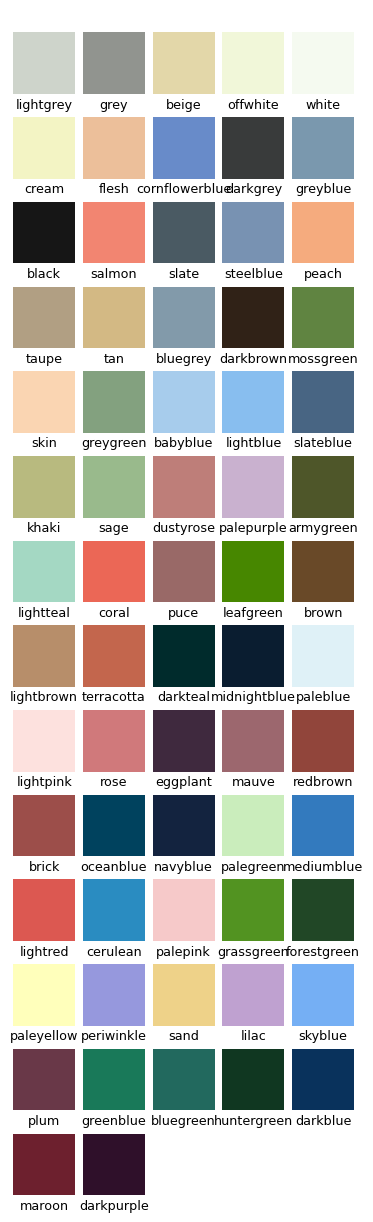 lightgrey grey beige offwhite white
cream flesh cornflowerblue darkgrey greyblue
black salmon slate steelblue peach
taupe tan bluegrey darkbrown mossgreen
skin greygreen babyblue lightblue slateblue
khaki sage dustyrose palepurple armygreen
lightteal coral puce leafgreen brown
lightbrown terracotta darkteal midnightblue paleblue
lightpink rose eggplant mauve redbrown
brick oceanblue navyblue palegreen mediumblue
lightred cerulean palepink grassgreen forestgreen
paleyellow periwinkle sand lilac skyblue
plum greenblue bluegreen huntergreen darkblue
maroon darkpurple